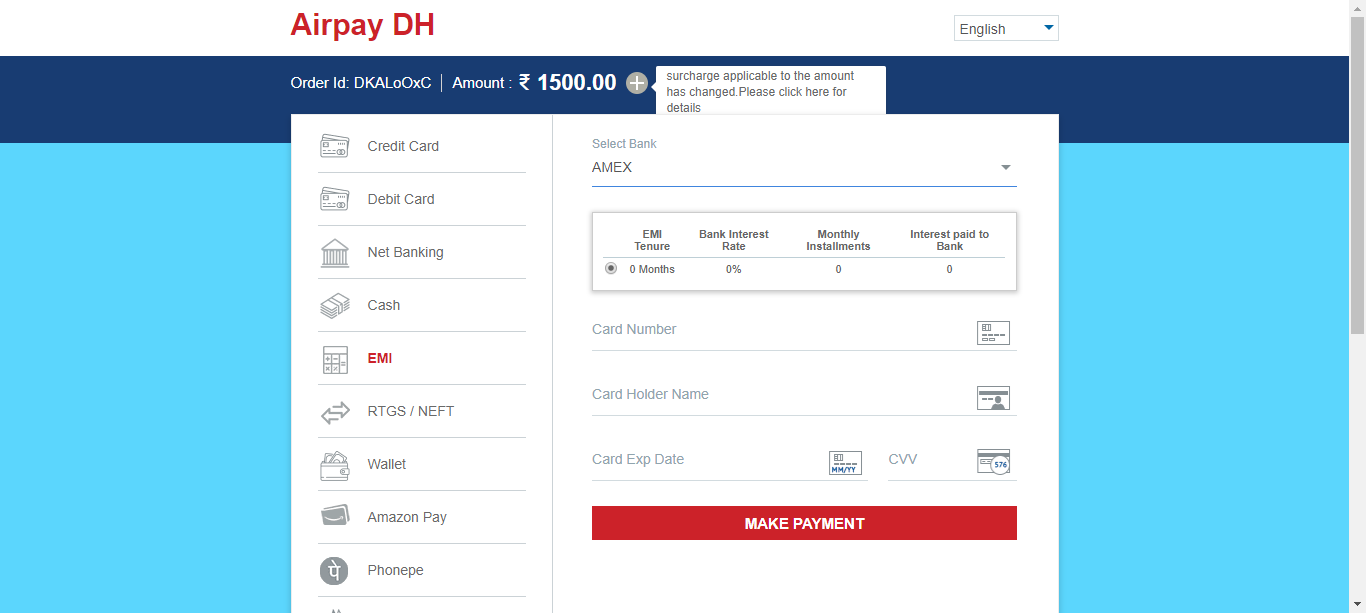 Airpay DH
English
Order Id: DKALoOxC
Amount : ₹ 1500.00
surcharge applicable to the amount
has changed.Please click here for
details
Credit Card
Debit Card
Net Banking
Cash
EMI
RTGS / NEFT
Wallet
Amazon Pay
Phonepe
Select Bank
AMEX
EMI Tenure
Bank Interest Rate
Monthly Installments
Interest paid to Bank
0 Months
0%
0
0
Card Number
Card Holder Name
Card Exp Date
MM/YY
CVV
576
MAKE PAYMENT